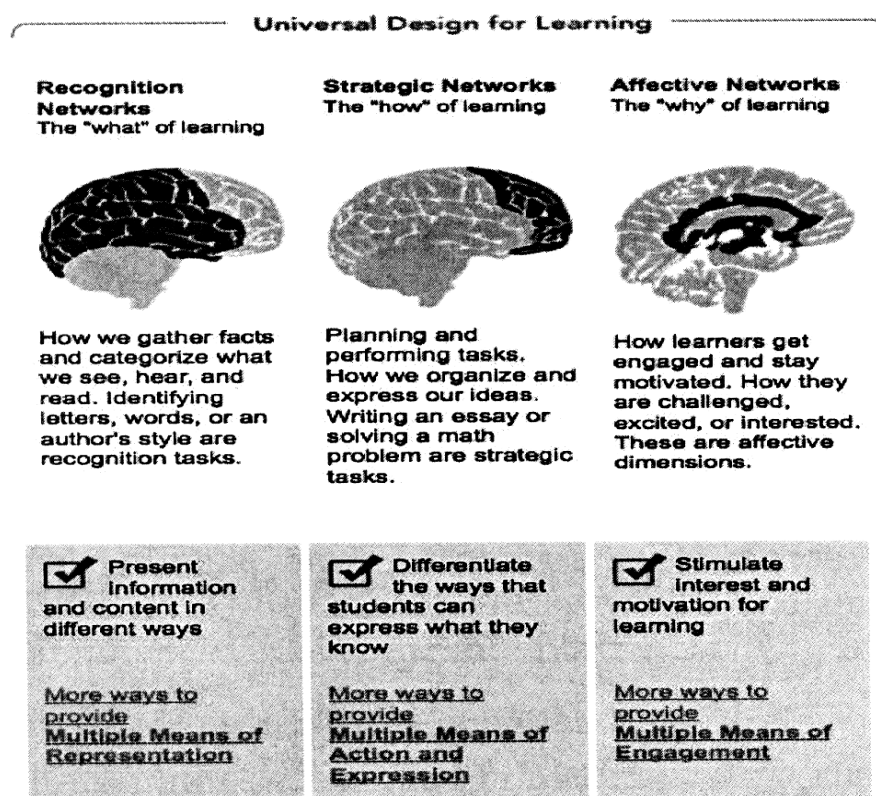 Universal Design for Learning
Recognition
Networks
The "what" of learning
How we gather facts
and categorize what
we see, hear, and
read. Identifying
letters, words, or an
author's style are
recognition tasks.
Present
information
and content in
different ways
More ways to
provide
Multiple Means of
Representation
Strategic Networks
The "how" of learning
Planning and
performing tasks.
How we organize and
express our ideas.
Writing an essay or
solving a math
problem are strategic
tasks.
Differentiate
the ways that
students can
express what they
know
More ways to
provide
Multiple Means of
Action and
Expression
Affective Networks
The "why" of learning
How learners get
engaged and stay
motivated. How they
are challenged,
excited, or interested.
These are affective
dimensions.
Stimulate
interest and
motivation for
learning
More ways to
provide
Multiple Means of
Engagement